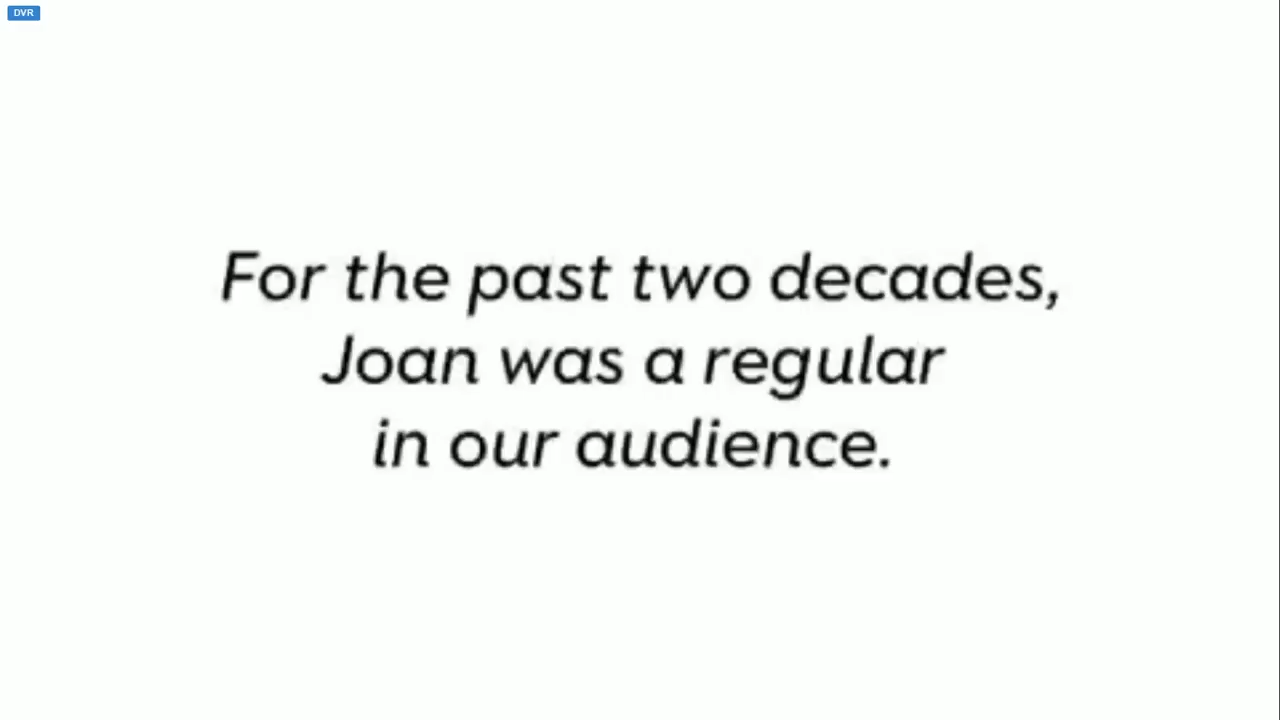 DVR
For the past two decades,
Joan was a regular
in our audience.